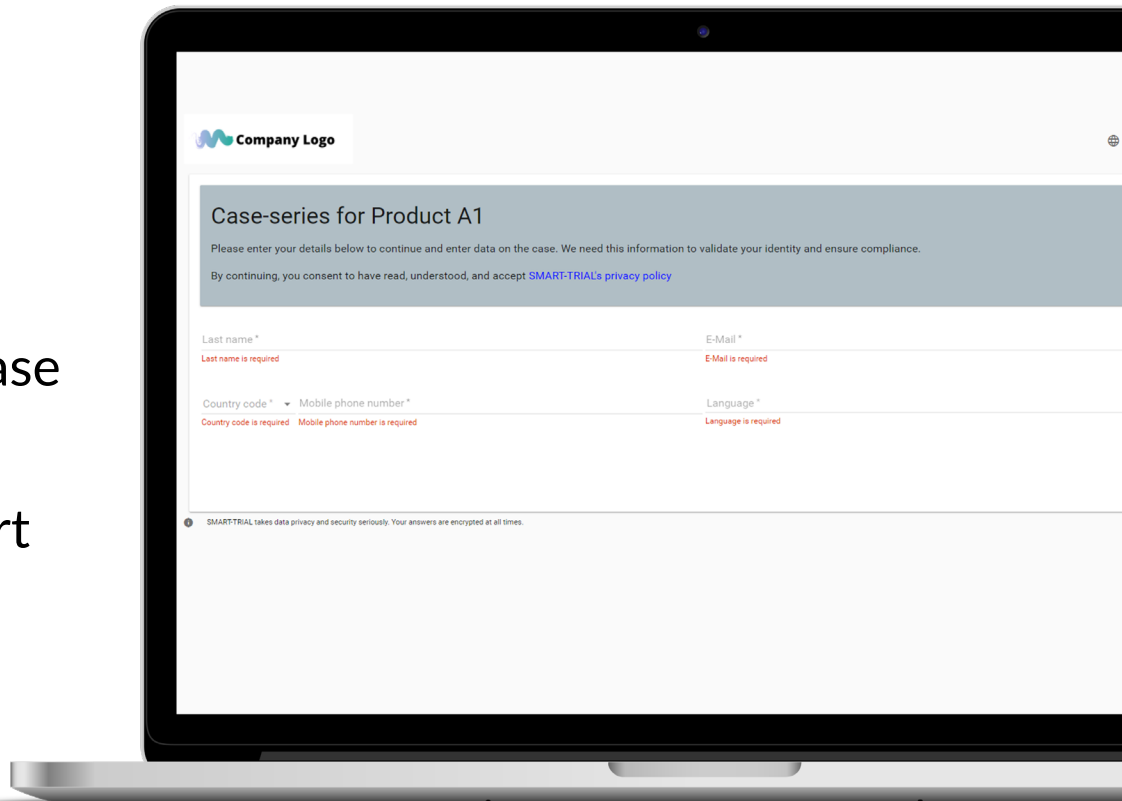 Company Logo
Case-series for Product A1
Please enter your details below to continue and enter data on the case. We need this information to validate your identity and ensure compliance.
By continuing, you consent to have read, understood, and accept SMART-TRIAL's privacy policy
Last name *
E-Mail *
Last name is required
E-Mail is required
ase
Country code * Mobile phone number *
Language *
Country code is required Mobile phone number is required
Language is required
SMART-TRIAL takes data privacy and security seriously. Your answers are encrypted at all times.
rt